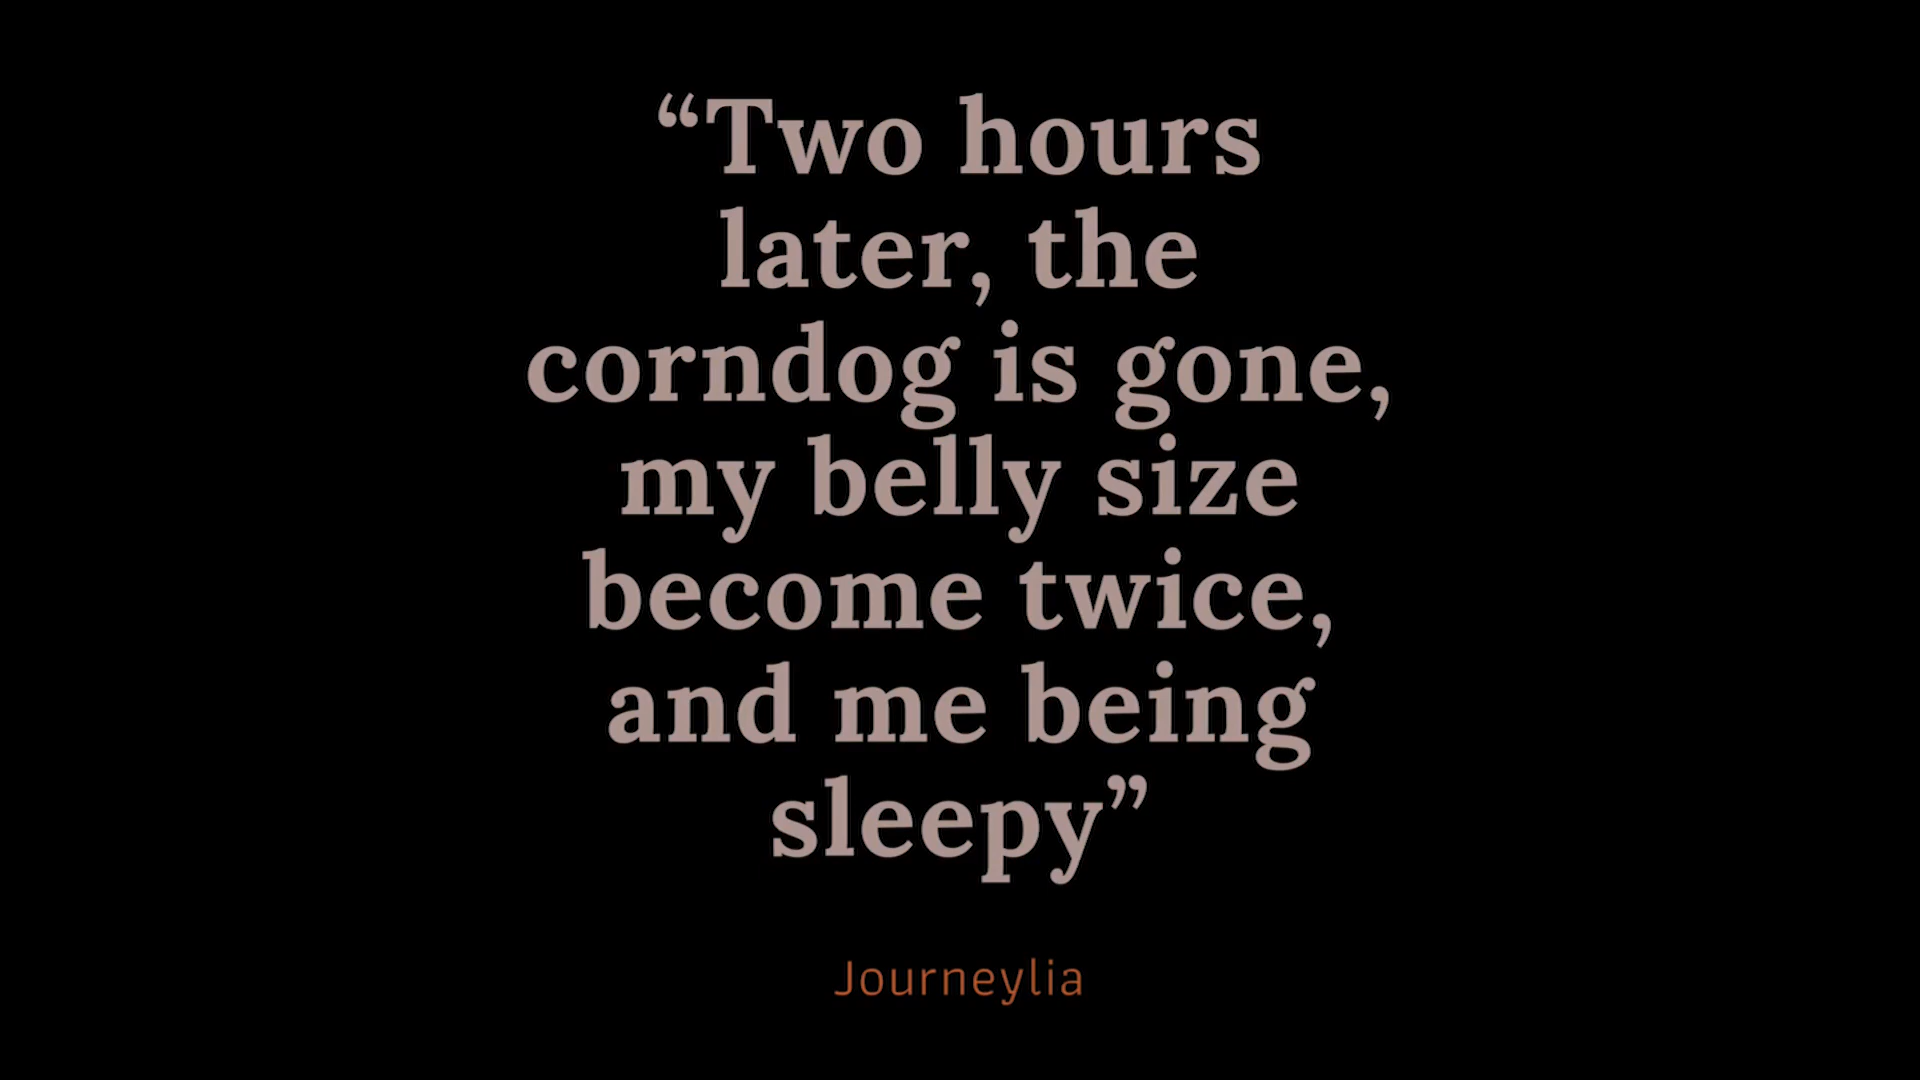 “Two hours
later, the
corndog is gone,
my belly size
become twice,
and me being
sleepy”
Journeylia